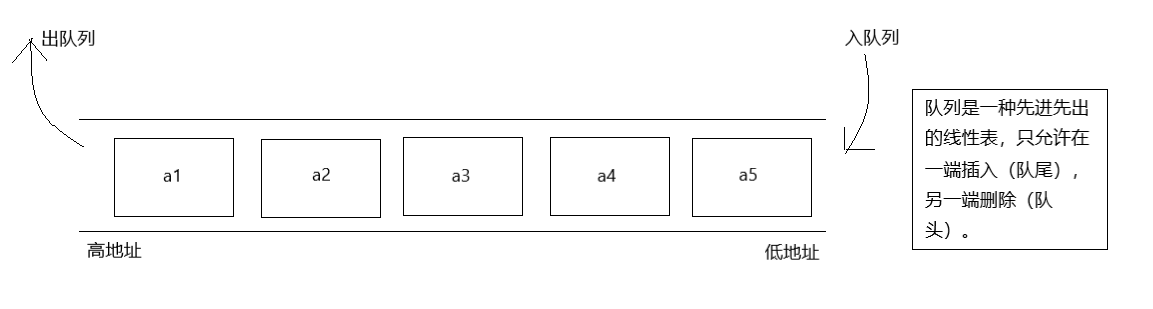 出队列
入队列
a1
a2
a3
a4
a5
高地址
低地址
队列是一种先进先出
的线性表，只允许在
一端插入（队尾），
另一端删除（队
头）。